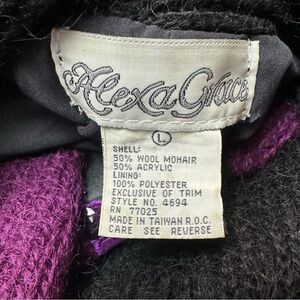 Alexa Grace
L
SHELL:
50% WOOL MOHAIR
50% ACRYLIC
LINING:
100% POLYESTER
EXCLUSIVE OF TRIM
STYLE NO. 4694
RN 77025
MADE IN TAIWAN R.O.C.
CARE SEE REVERSE